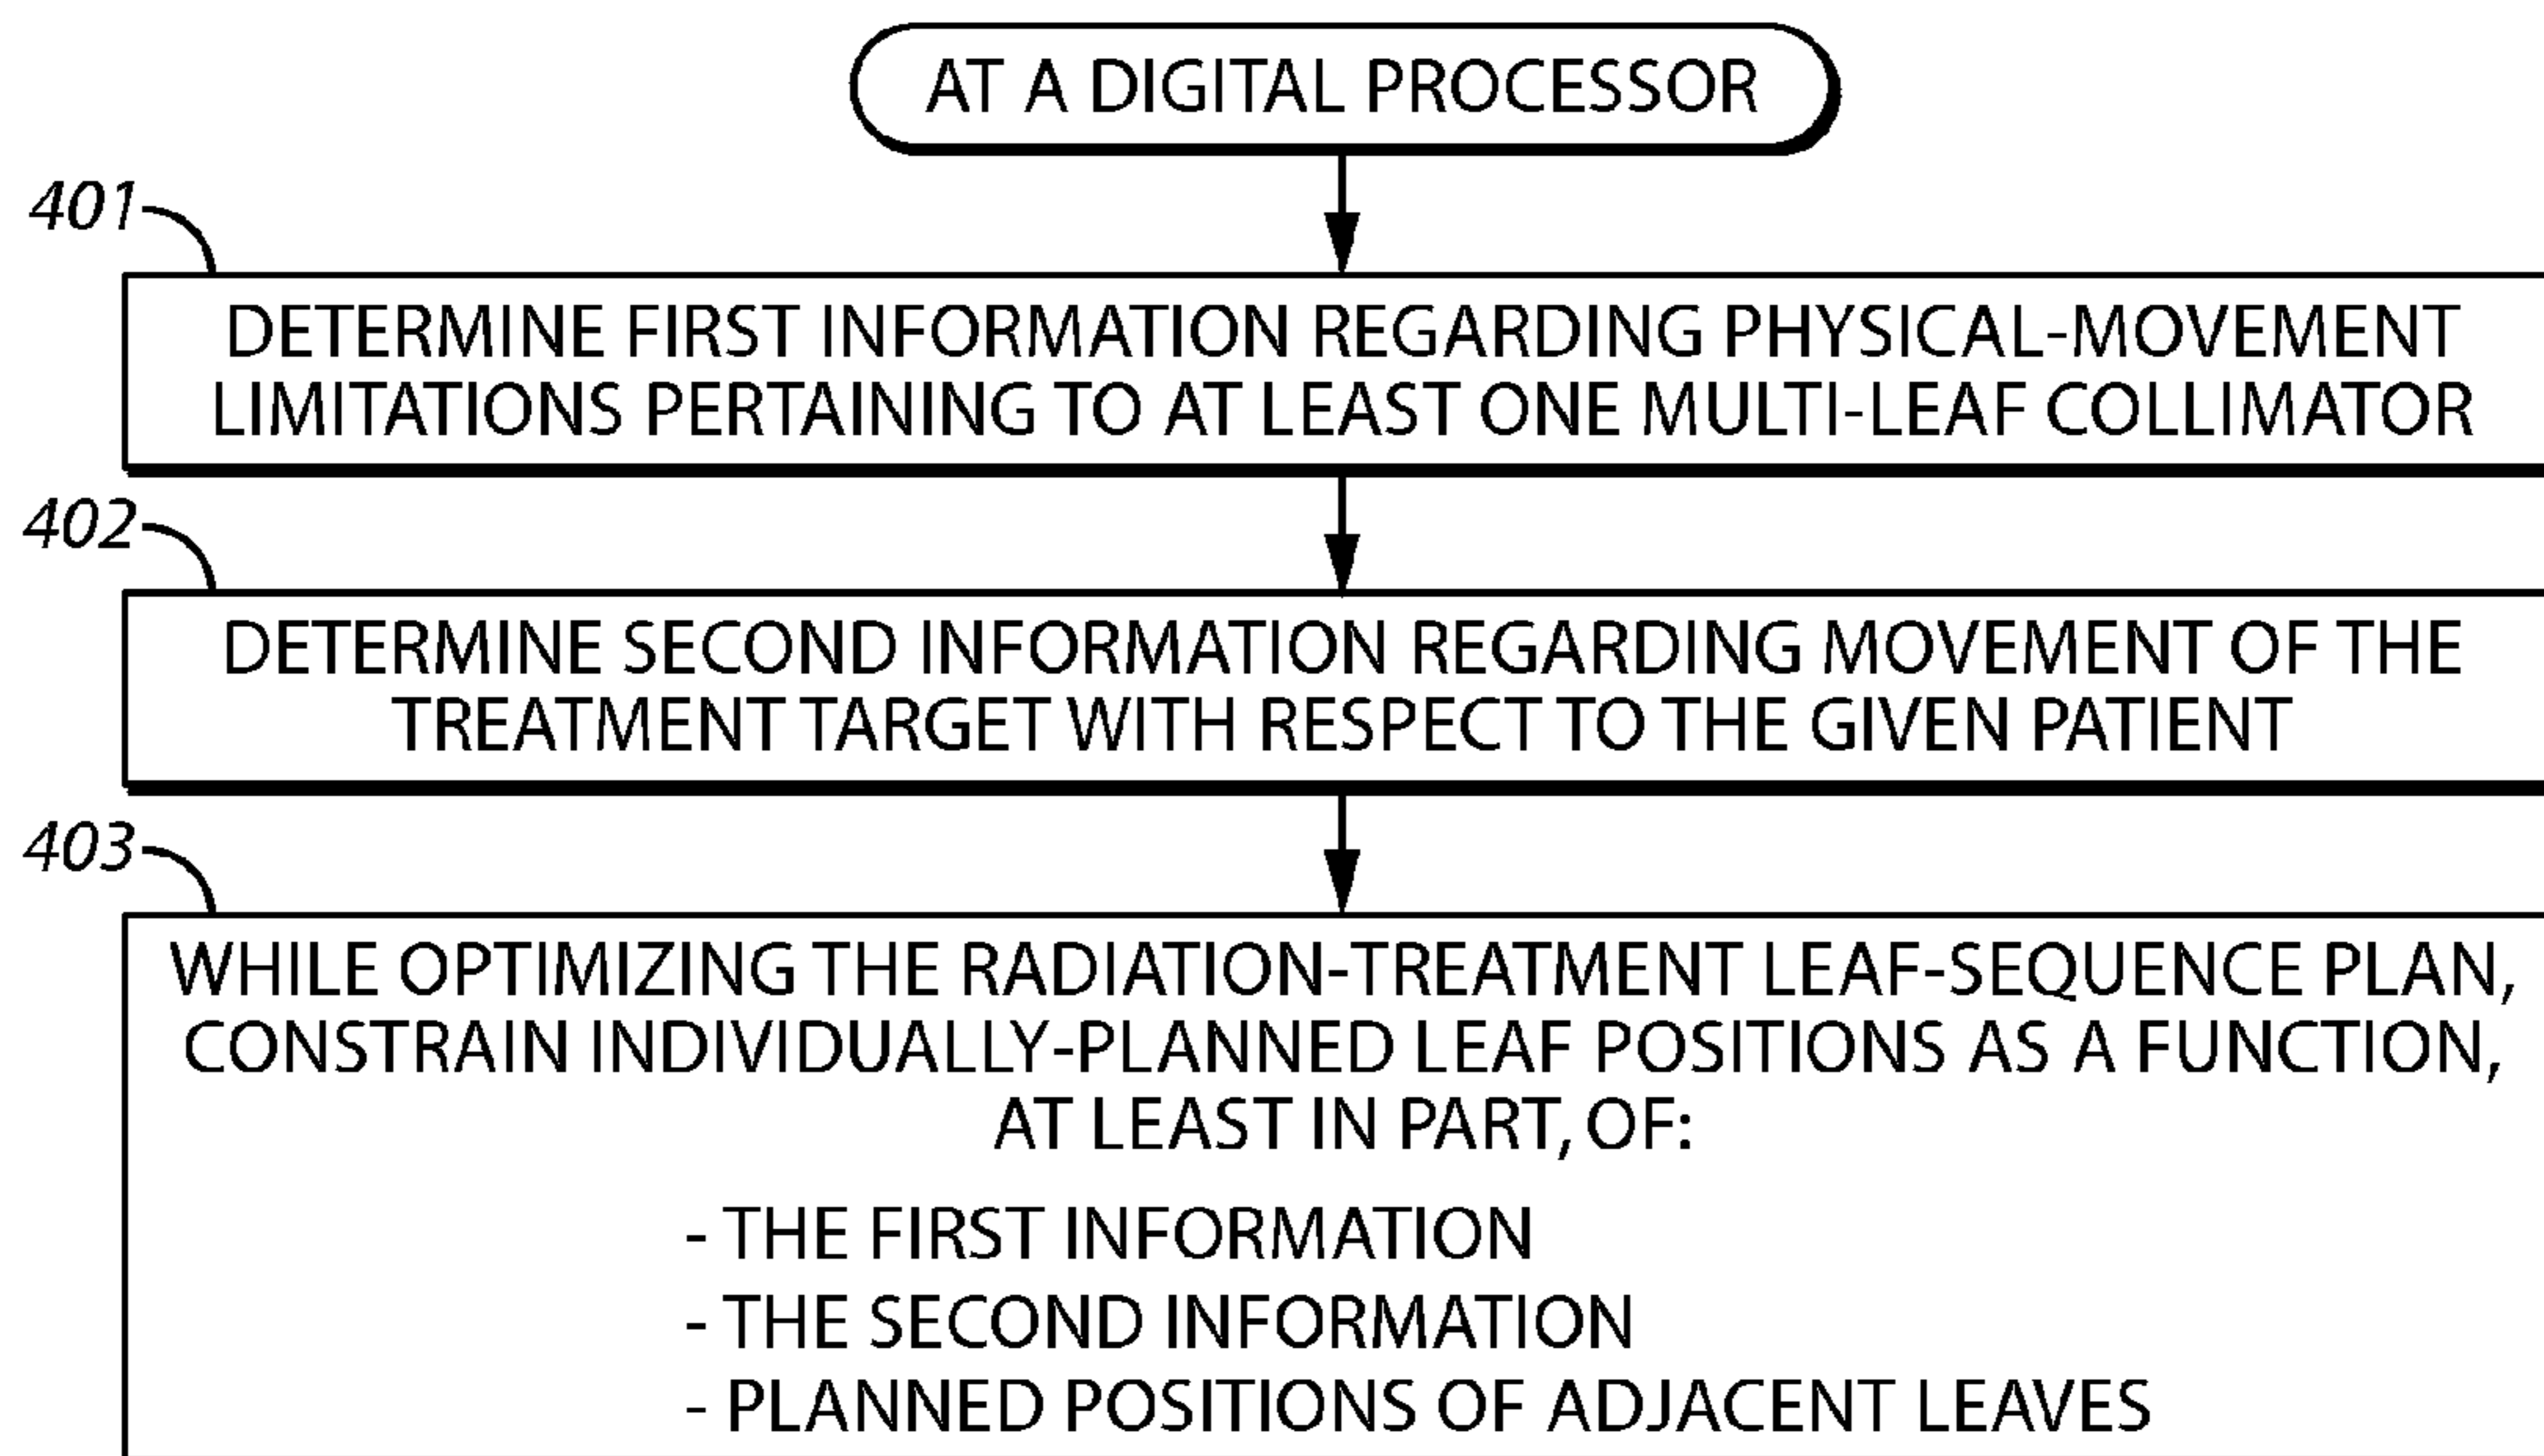 AT A DIGITAL PROCESSOR
401
DETERMINE FIRST INFORMATION REGARDING PHYSICAL-MOVEMENT
LIMITATIONS PERTAINING TO AT LEAST ONE MULTI-LEAF COLLIMATOR
402
DETERMINE SECOND INFORMATION REGARDING MOVEMENT OF THE
TREATMENT TARGET WITH RESPECT TO THE GIVEN PATIENT
403
WHILE OPTIMIZING THE RADIATION-TREATMENT LEAF-SEQUENCE PLAN,
CONSTRAIN INDIVIDUALLY-PLANNED LEAF POSITIONS AS A FUNCTION,
AT LEAST IN PART, OF:
- THE FIRST INFORMATION
- THE SECOND INFORMATION
- PLANNED POSITIONS OF ADJACENT LEAVES